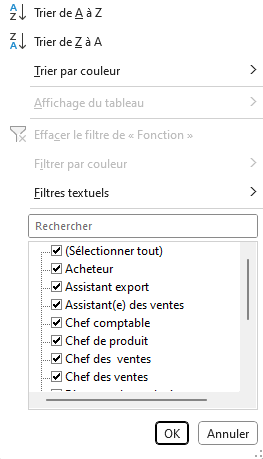 Trier de A à Z
Trier de Z à A
Trier par couleur
Affichage du tableau
Effacer le filtre de « Fonction »
Filtrer par couleur
Filtres textuels
Rechercher
(Sélectionner tout)
Acheteur
Assistant export
Assistant(e) des ventes
Chef comptable
Chef de produit
Chef des  ventes
Chef des ventes
OK
Annuler